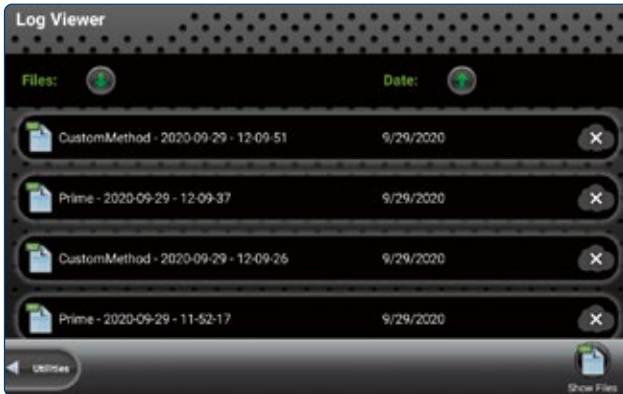 Log Viewer
Files: Date:
CustomMethod - 2020-09-29 - 12-09-51 9/29/2020
Prime - 2020-09-29 - 12-09-37 9/29/2020
CustomMethod - 2020-09-29 - 12-09-26 9/29/2020
Prime - 2020-09-29 - 11-52-17 9/29/2020
Utilities
Show Files